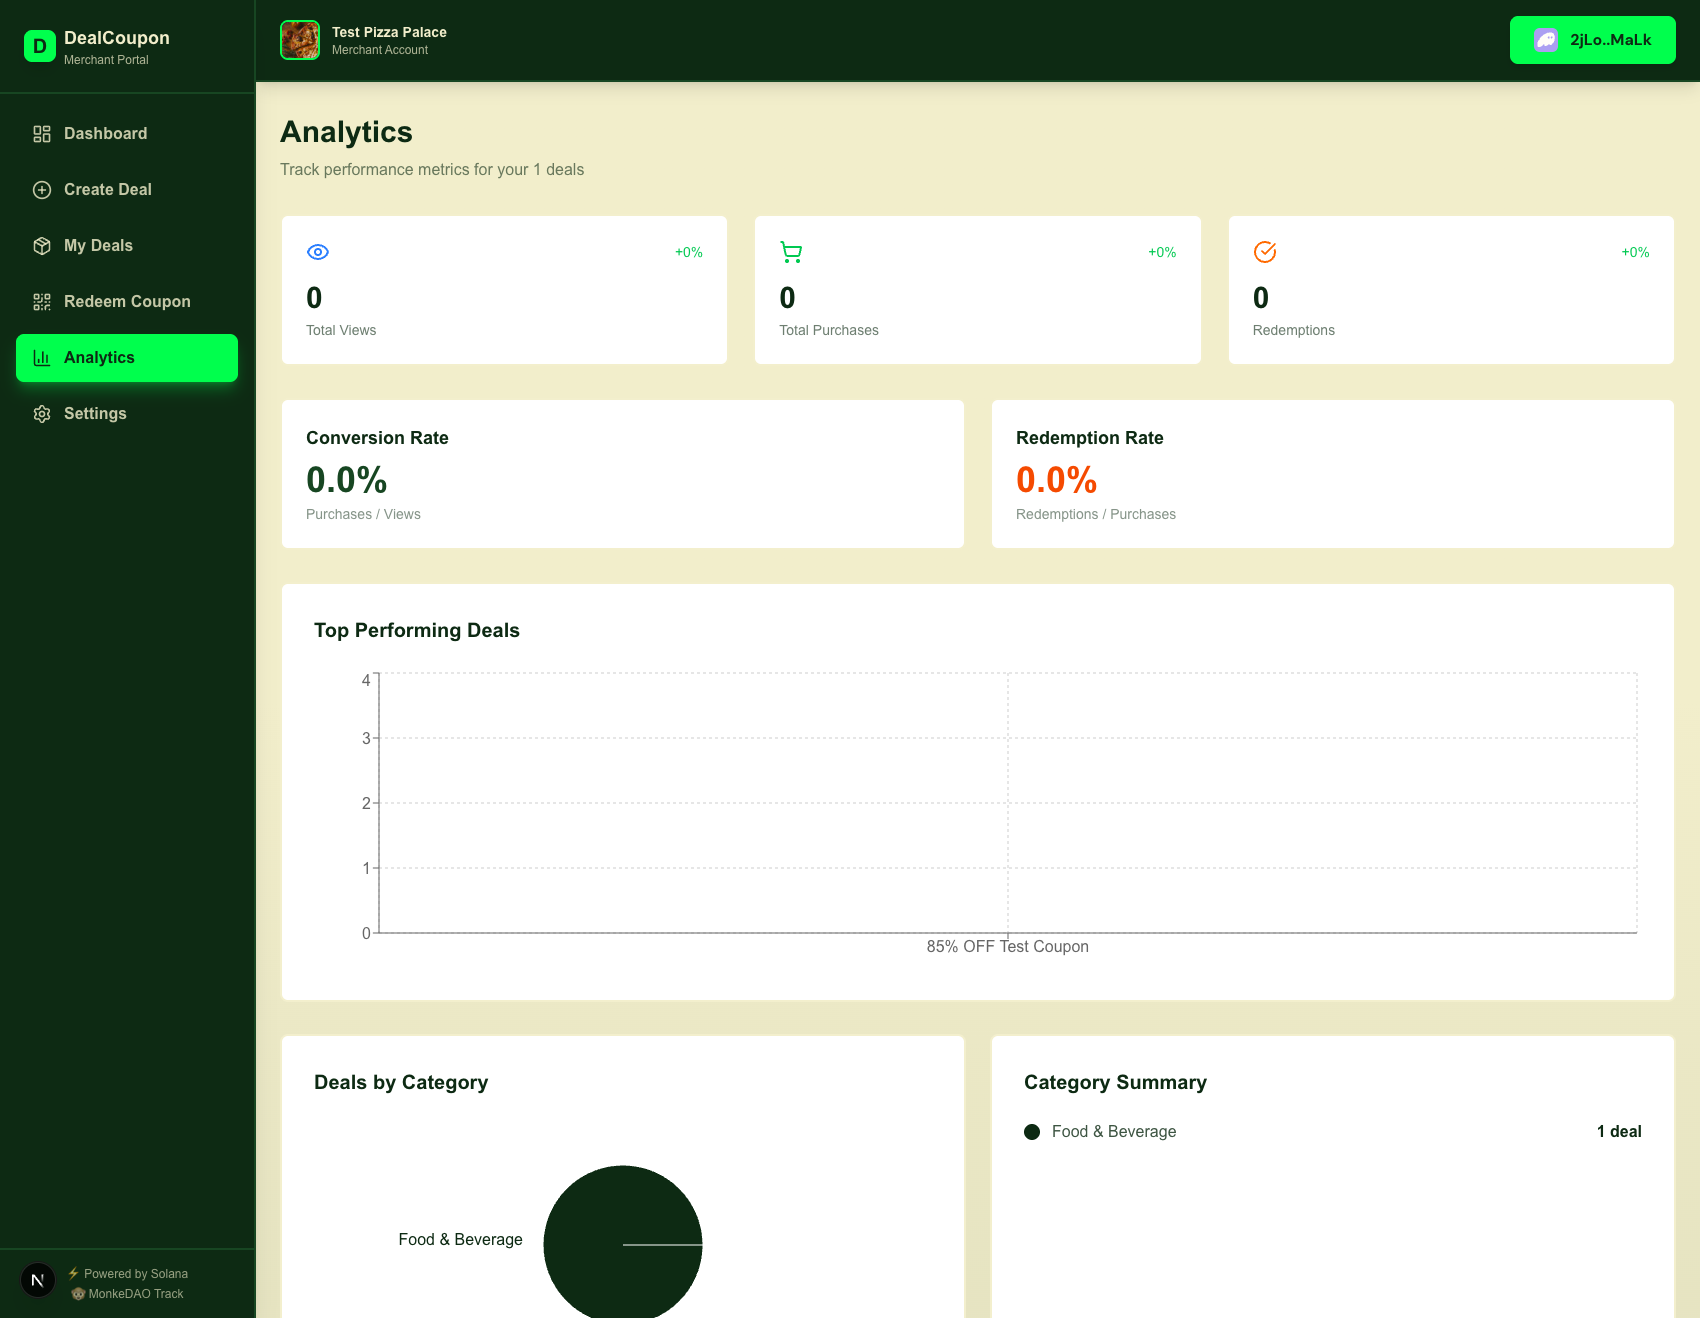 D
DealCoupon
Merchant Portal
Dashboard
Create Deal
My Deals
Redeem Coupon
Analytics
Settings
N
⚡ Powered by Solana
🐵 MonkeDAO Track
Test Pizza Palace
Merchant Account
2jLo..MaLk
Analytics
Track performance metrics for your 1 deals
+0%
0
Total Views
+0%
0
Total Purchases
+0%
0
Redemptions
Conversion Rate
0.0%
Purchases / Views
Redemption Rate
0.0%
Redemptions / Purchases
Top Performing Deals
4
3
2
1
0
85% OFF Test Coupon
Deals by Category
Food & Beverage
Category Summary
Food & Beverage
1 deal